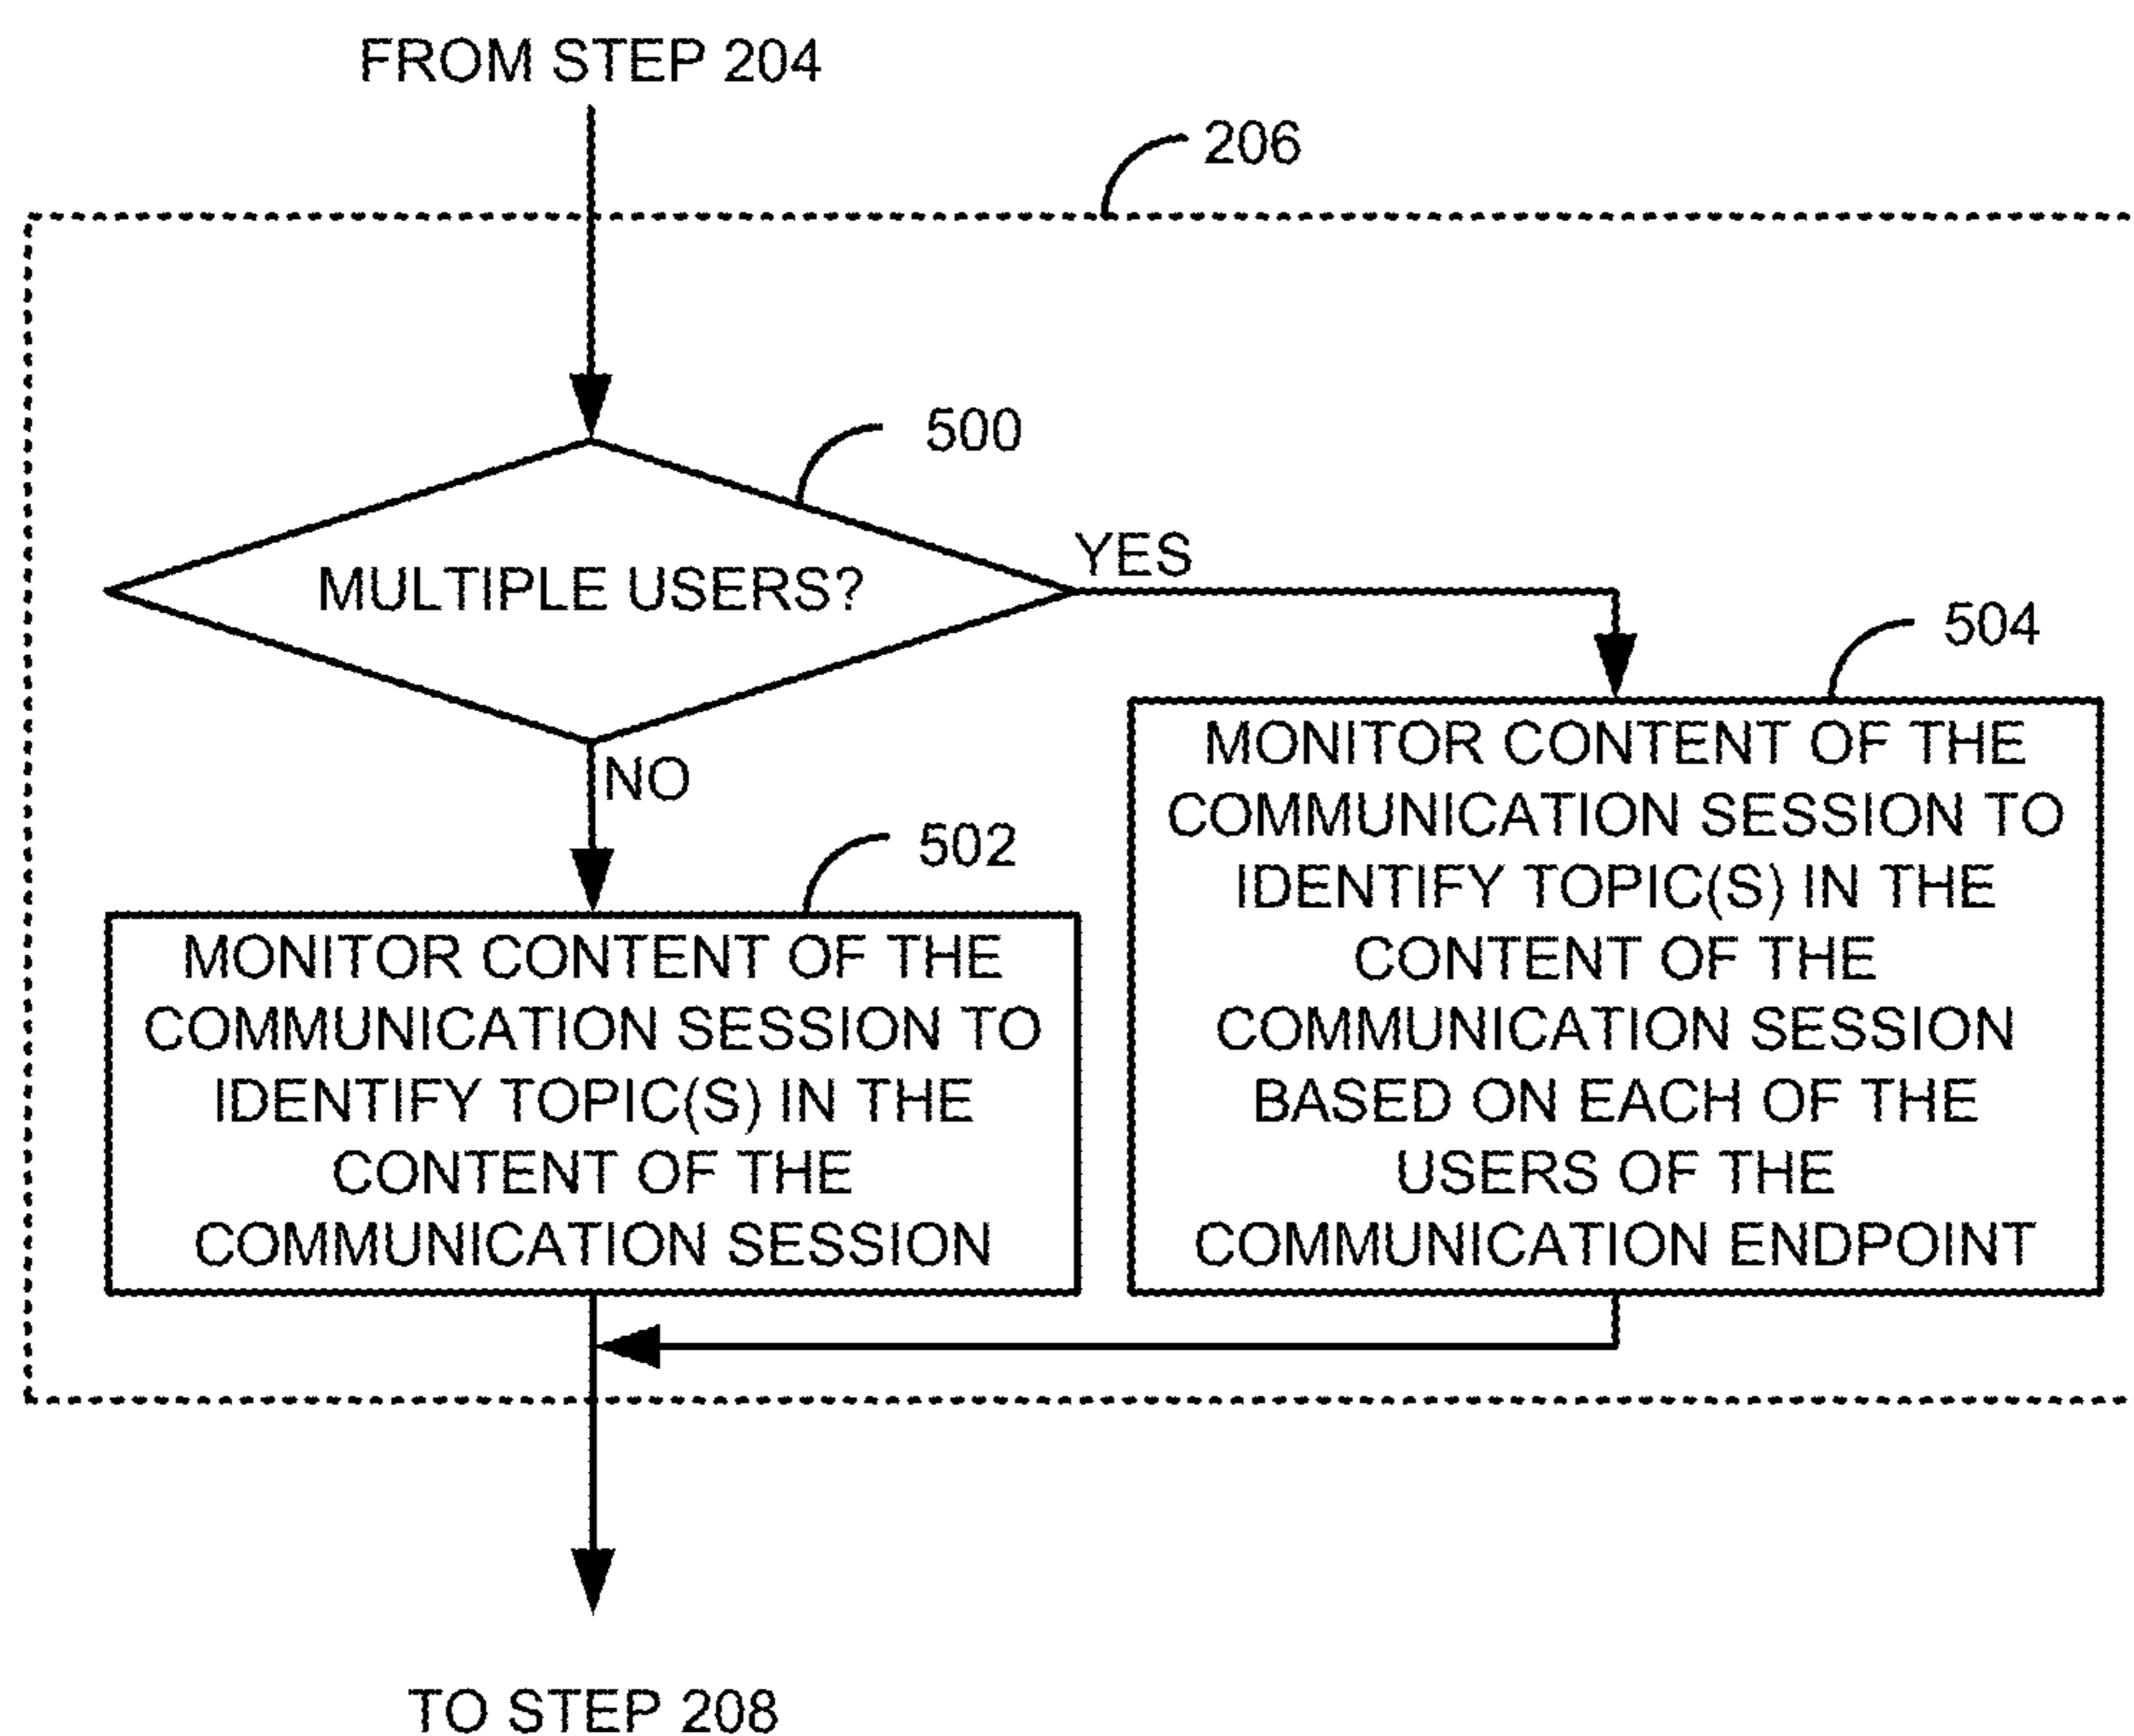 FROM STEP 204
206
500
MULTIPLE USERS?
YES
504
NO
502
MONITOR CONTENT OF THE
COMMUNICATION SESSION TO
IDENTIFY TOPIC(S) IN THE
CONTENT OF THE
COMMUNICATION SESSION
MONITOR CONTENT OF THE
COMMUNICATION SESSION TO
IDENTIFY TOPIC(S) IN THE
CONTENT OF THE
COMMUNICATION SESSION
BASED ON EACH OF THE
USERS OF THE
COMMUNICATION ENDPOINT
TO STEP 208